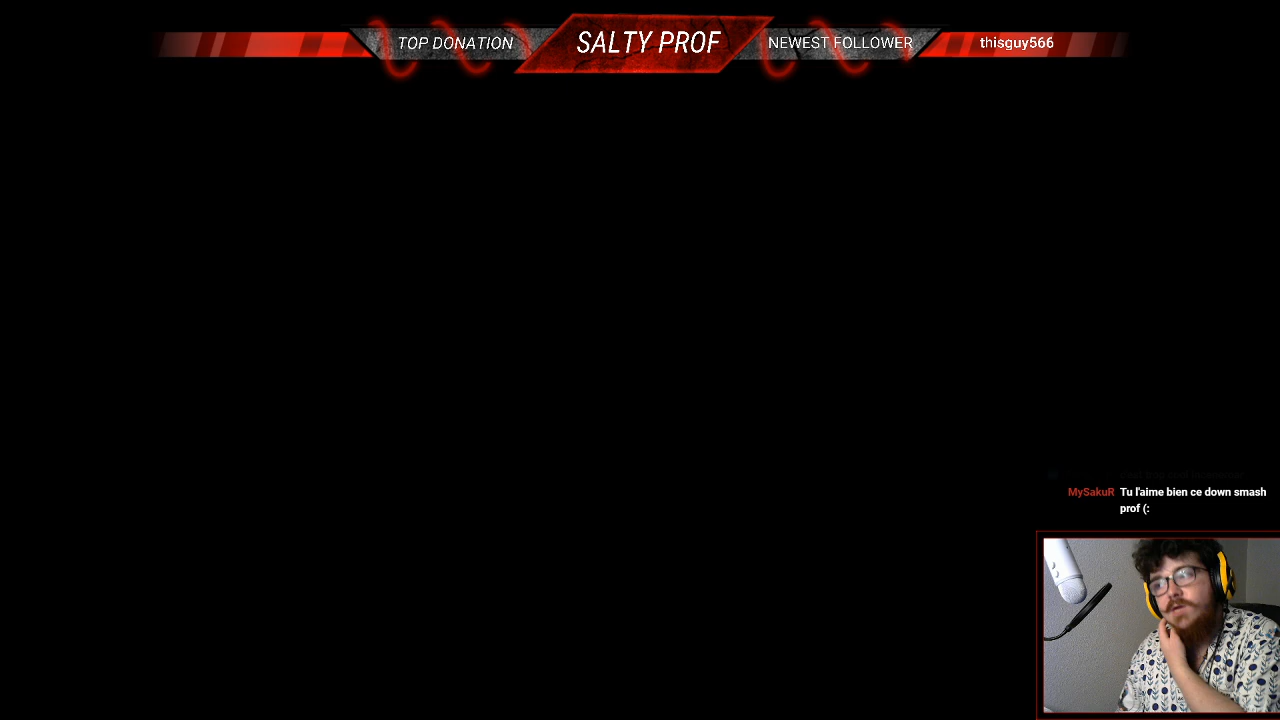 TOP DONATION
SALTY PROF
NEWEST FOLLOWER
thisguy566
MySakuR Tu l'aime bien ce down smash
prof (: